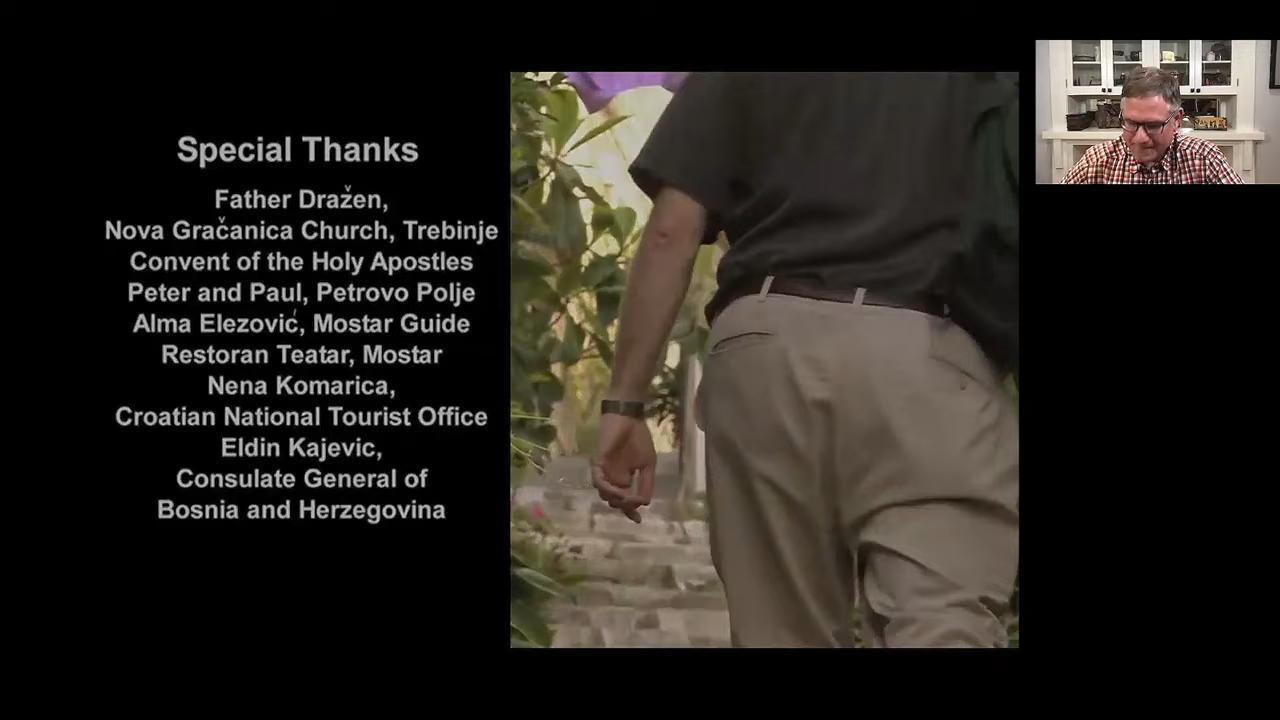 Special Thanks
Father Dražen,
Nova Gračanica Church, Trebinje
Convent of the Holy Apostles
Peter and Paul, Petrovo Polje
Alma Elezović, Mostar Guide
Restoran Teatar, Mostar
Nena Komarica,
Croatian National Tourist Office
Eldin Kajevic,
Consulate General of
Bosnia and Herzegovina